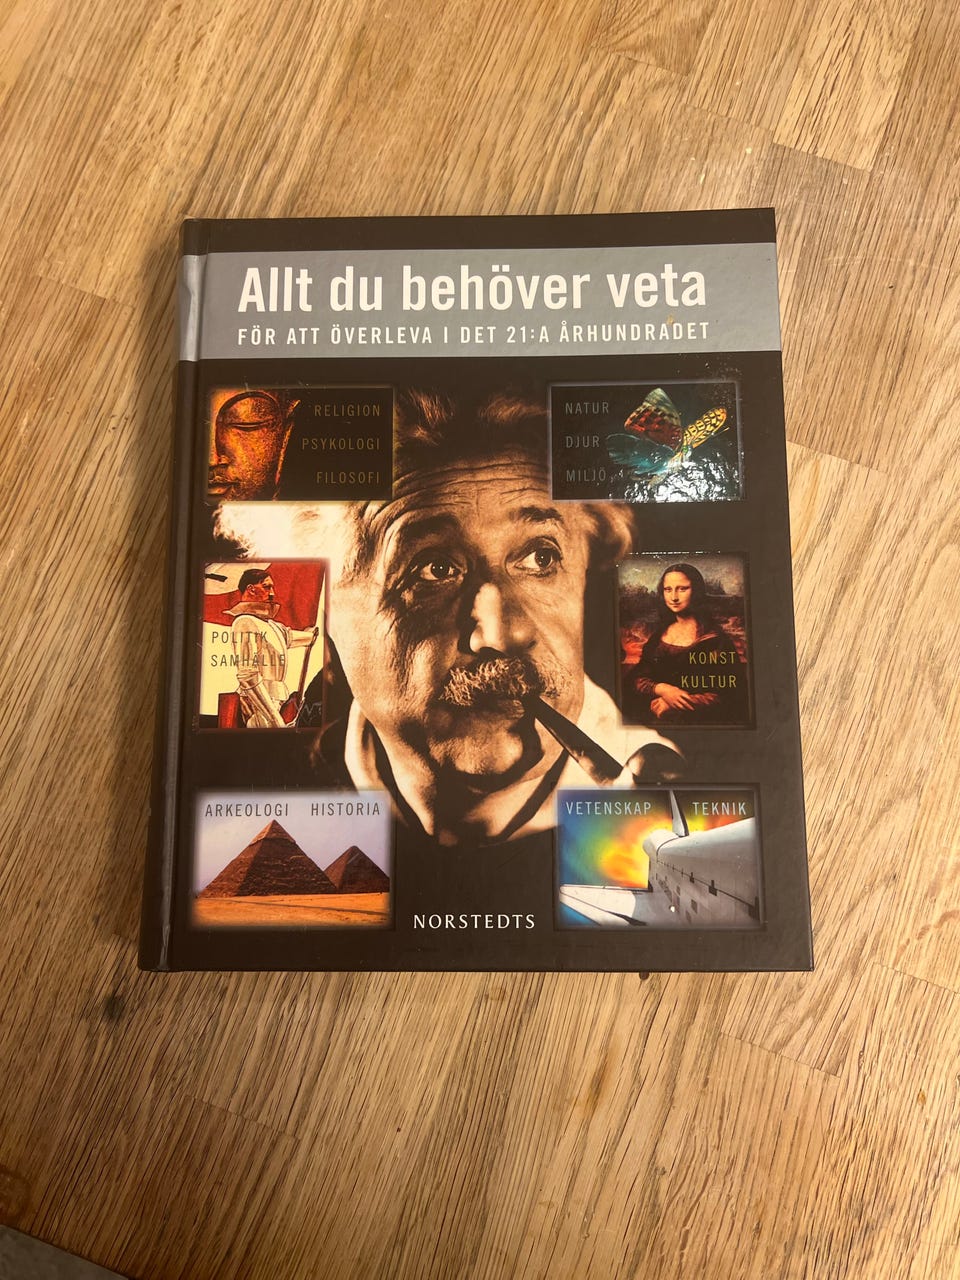 Allt du behöver veta
FÖR ATT ÖVERLEVA I DET 21:A ÅRHUNDRADET
RELIGION
PSYKOLOGI
FILOSOFI
NATUR
DJUR
MILJÖ
POLITIK
SAMHÄLLE
KONST
KULTUR
ARKEOLOGI HISTORIA
VETENSKAP TEKNIK
NORSTEDTS